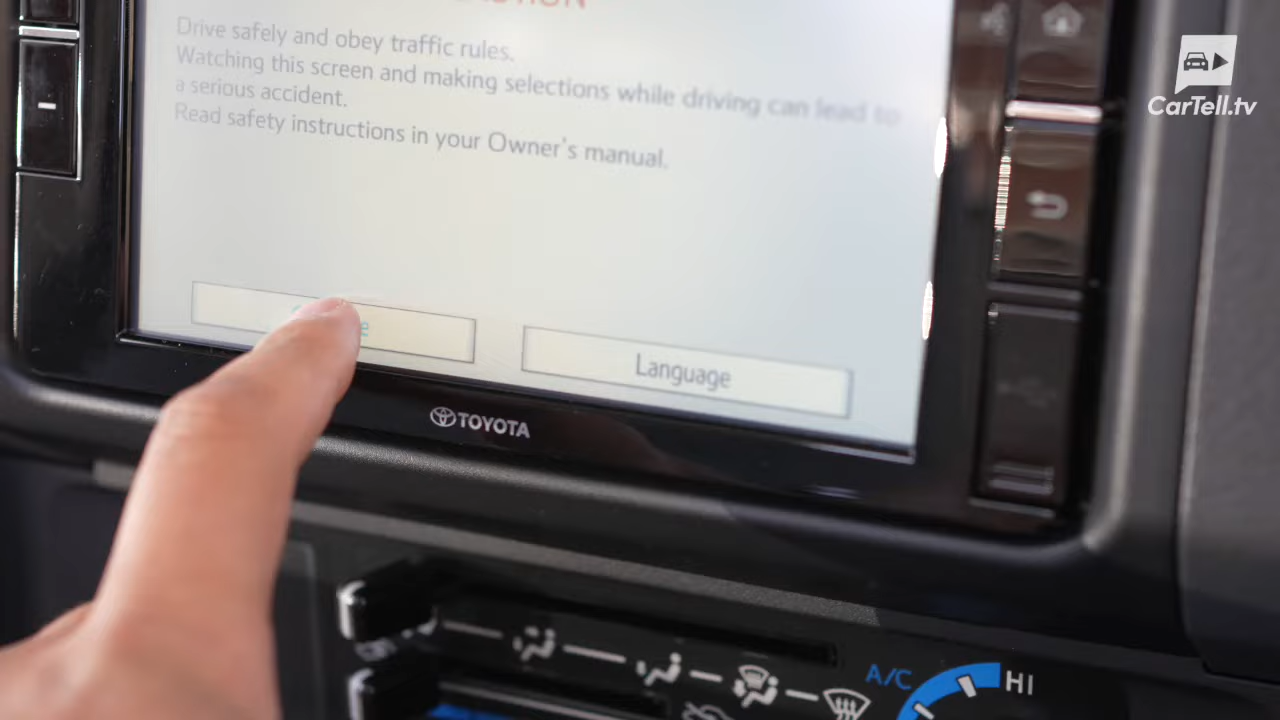 CarTell.tv
Drive safely and obey traffic rules.
Watching this screen and making selections while driving can lead to
a serious accident.
Read safety instructions in your Owner's manual.
Language
TOYOTA
A/C
HI